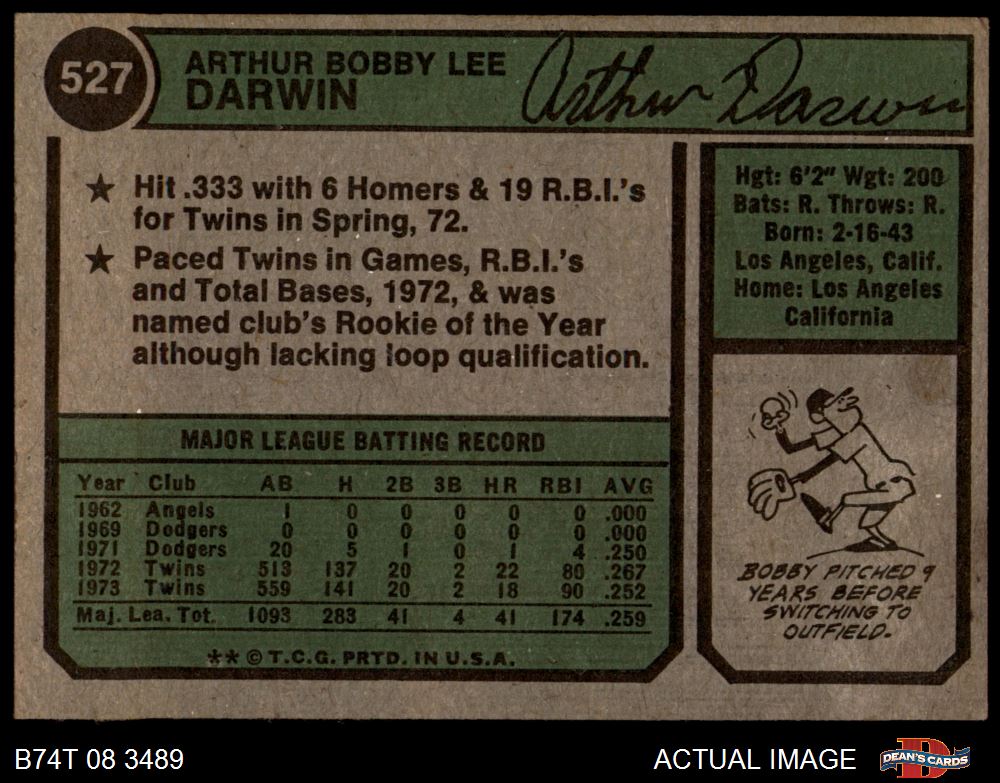 527
ARTHUR BOBBY LEE
DARWIN
Arthur Darwin
★ Hit .333 with 6 Homers & 19 R.B.I.'s
for Twins in Spring, 72.
★ Paced Twins in Games, R.B.I.'s
and Total Bases, 1972, & was
named club's Rookie of the Year
although lacking loop qualification.
MAJOR LEAGUE BATTING RECORD
Year Club AB H 2B 3B HR RBI AVG
1962 Angels 1 0 0 0 0 0 .000
1969 Dodgers 0 0 0 0 0 0 .000
1971 Dodgers 20 5 1 0 1 4 .250
1972 Twins 513 137 20 2 22 80 .267
1973 Twins 559 141 20 2 18 90 .252
Maj. Lea. Tot. 1093 283 41 4 41 174 .259
** © T.C.G. PRTD. IN U.S.A.
Hgt: 6'2" Wgt: 200
Bats: R. Throws: R.
Born: 2-16-43
Los Angeles, Calif.
Home: Los Angeles
California
BOBBY PITCHED 9
YEARS BEFORE
SWITCHING TO
OUTFIELD.
B74T 08 3489
ACTUAL IMAGE
DEAN'S CARDS